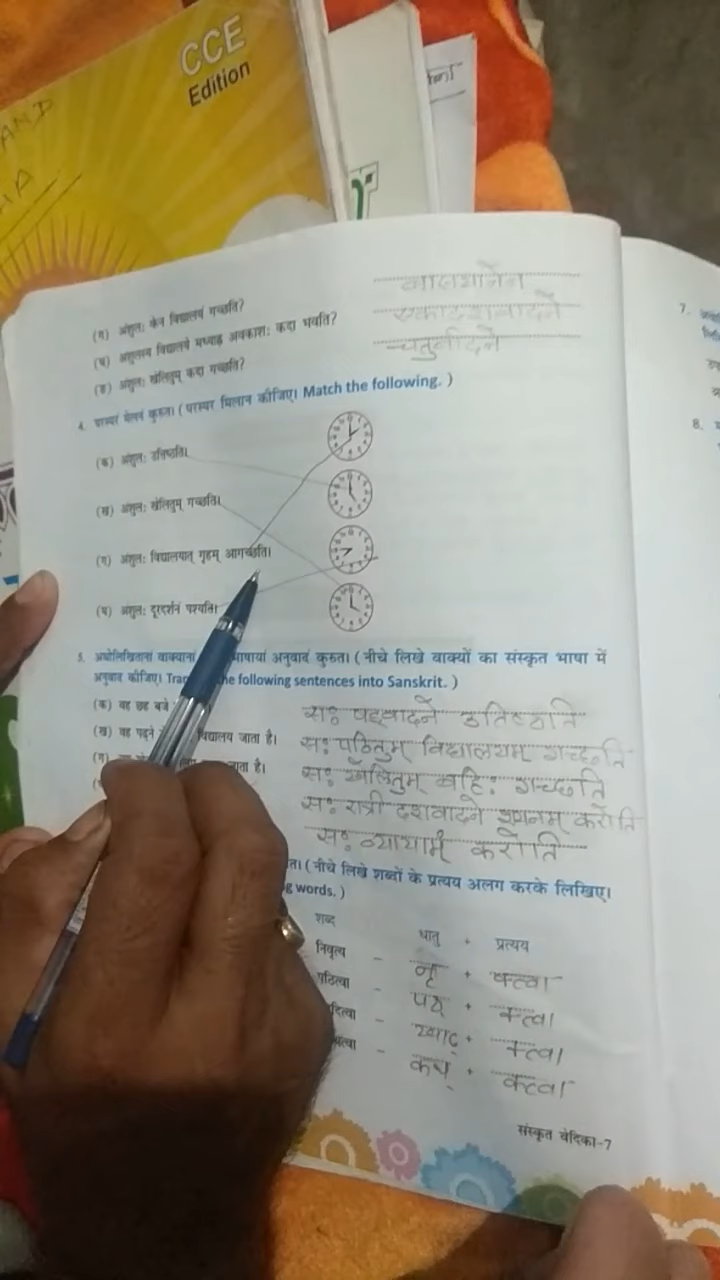 CCE
Edition
AND
HA
(ग) अंशुल: केन विद्यालयं गच्छति?
(घ) अंशुलस्य विद्यालये मध्याह्न अवकाश: कदा भवति?
एकादशवादने
(ङ) अंशुल: खेलितुम् कदा गच्छति?
चतुर्वादने
4. परस्परं मेलनं कुरुत। ( परस्पर मिलान कीजिए। Match the following. )
(क) अंशुल: उत्तिष्ठति।
(ख) अंशुल: खेलितुम् गच्छति।
(ग) अंशुल: विद्यालयात् गृहम् आगच्छति।
(घ) अंशुल: दूरदर्शनं पश्यति।
5. अधोलिखितानां वाक्यानां भाषायां अनुवादं कुरुत। ( नीचे लिखे वाक्यों का संस्कृत भाषा में
अनुवाद कीजिए। the following sentences into Sanskrit. )
(क) वह छह बजे स: षड्वादने उतिष्ठति
(ख) वह पढ़ने विद्यालय जाता है। स: पठितुम् विद्यालयम् गच्छति
(ग) जाता है। स: खेलितुम् बहि: गच्छति
स: रात्री दशवादने शयनम् करोति
स: व्यायामं करोति
( नीचे लिखे शब्दों के प्रत्यय अलग करके लिखिए।
words. )
शब्द धातु + प्रत्यय
निवृत्य - + क्त्वा
पठित्वा - पठ् + क्त्वा
- + क्त्वा
- कथ् + क्त्वा
संस्कृत वेदिका-7
7.
8.